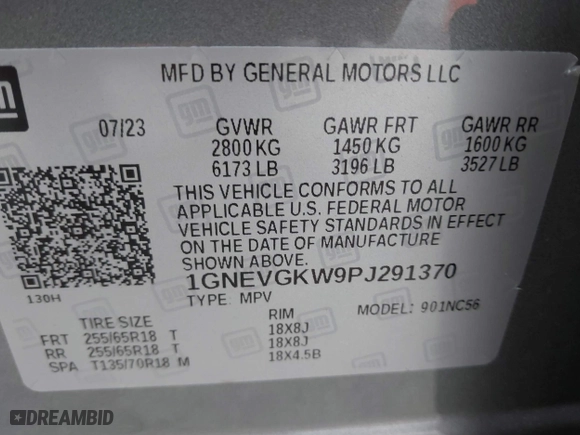 gm
MFD BY GENERAL MOTORS LLC
07/23 GVWR GAWR FRT GAWR RR
2800 KG 1450 KG 1600 KG
6173 LB 3196 LB 3527 LB
THIS VEHICLE CONFORMS TO ALL
APPLICABLE U.S. FEDERAL MOTOR
VEHICLE SAFETY STANDARDS IN EFFECT
ON THE DATE OF MANUFACTURE
SHOWN ABOVE.
1GNEVGKW9PJ291370
130H
TYPE: MPV MODEL: 901NC56
TIRE SIZE RIM
FRT 255/65R18 T 18X8J
RR 255/65R18 T 18X8J
SPA T135/70R18 M 18X4.5B
DREAMBID